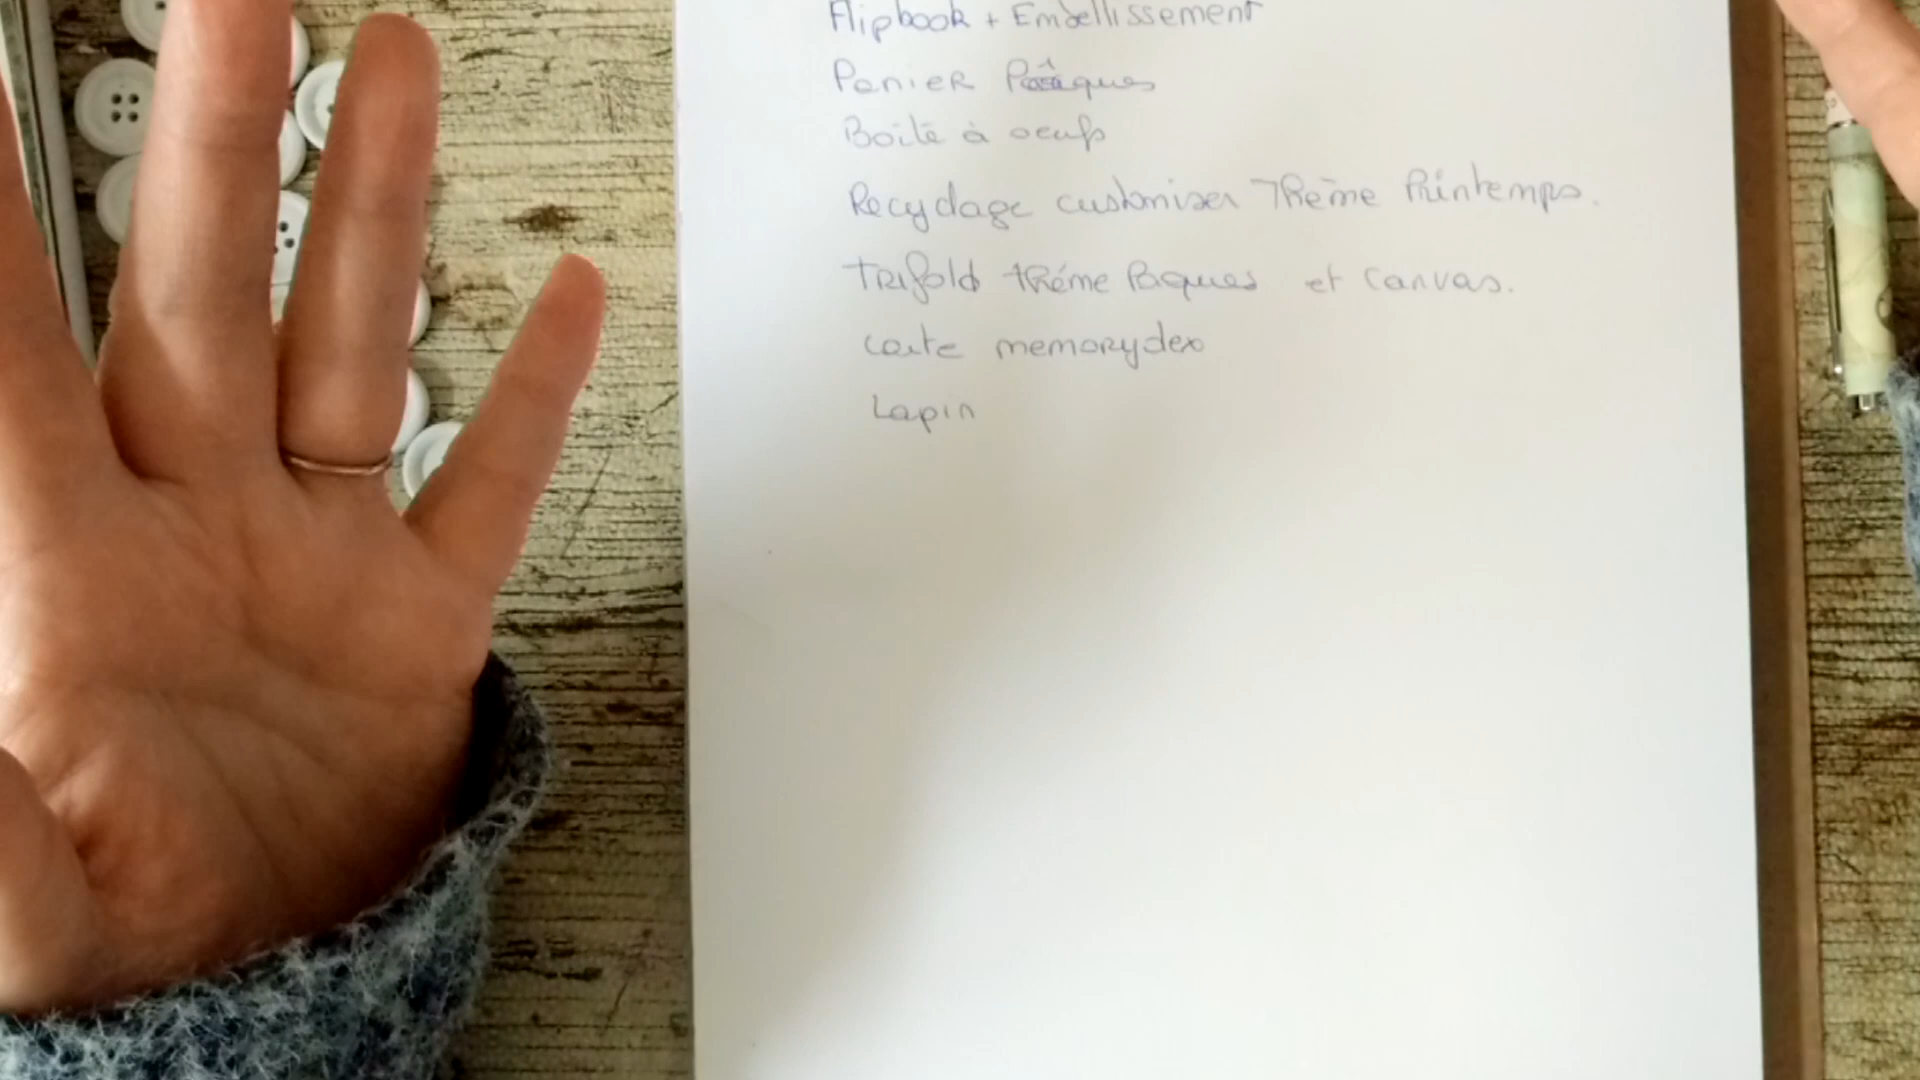 Flipbook + Embellissement
Panier Pâques
Boîte à oeufs
Recyclage customiser Thème Printemps.
Trifold thème Pâques et Canvas.
carte memorydex
Lapin